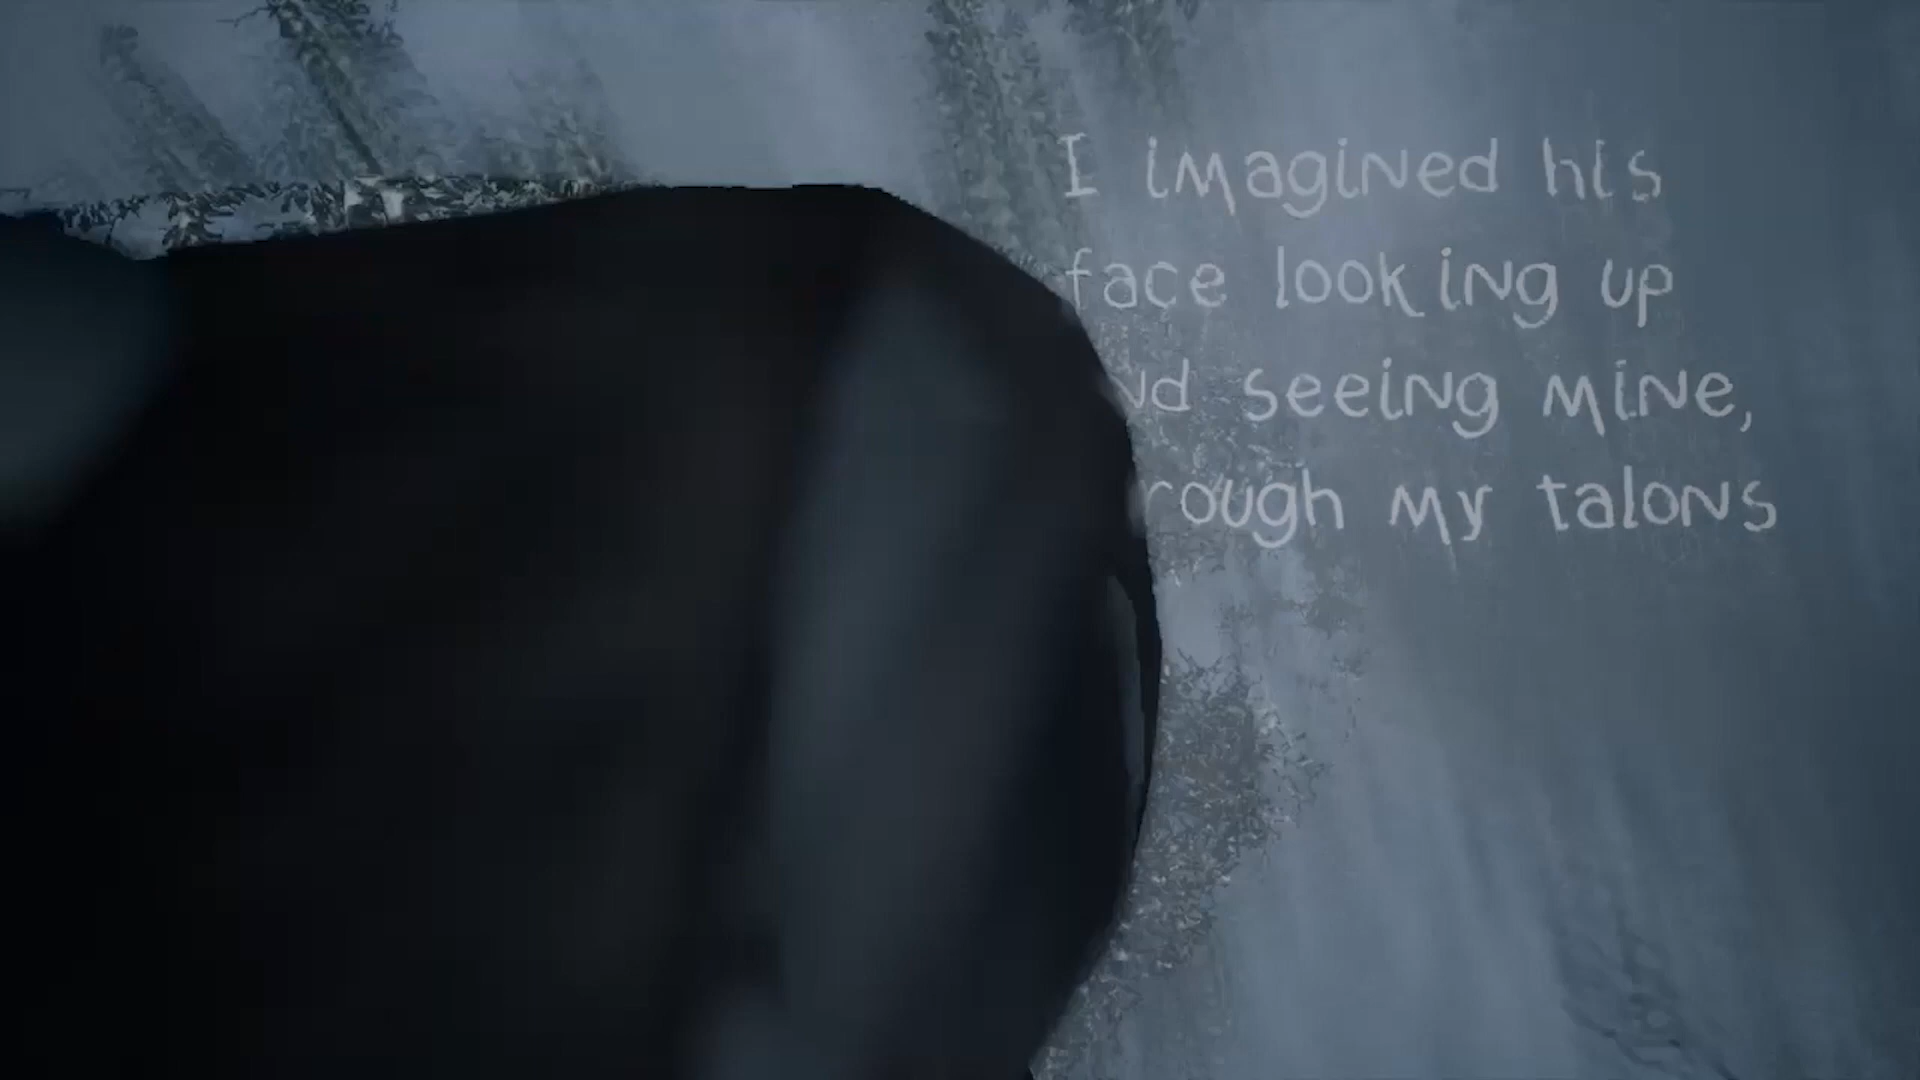 I imagined his
face looking up
seeing mine,
my talons